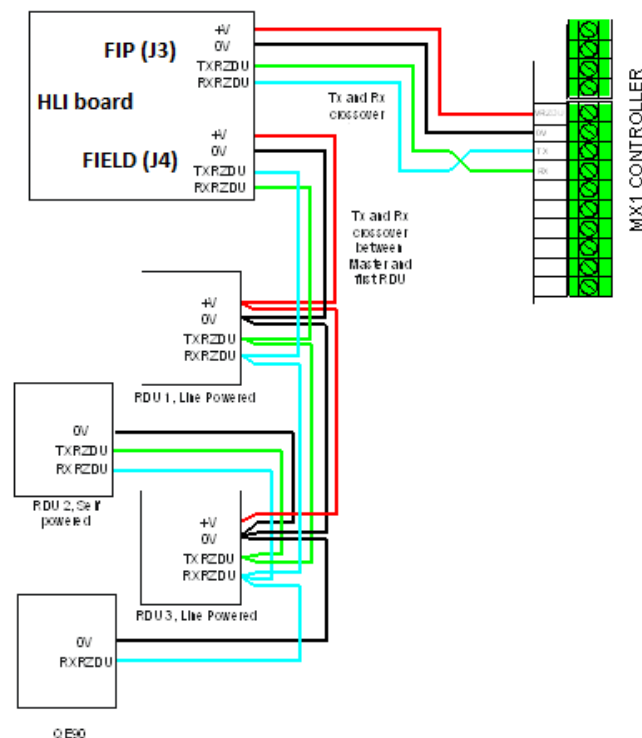 FIP (J3)
HLI board
FIELD (J4)
+V
0V
TXRZDU
RXRZDU
+V
0V
TXRZDU
RXRZDU
Tx and Rx
crossover
0V
TX
RX
MX1 CONTROLLER
Tx and Rx
crossover
between
Master and
first RDU
+V
0V
TXRZDU
RXRZDU
RDU 1, Line Powered
0V
TXRZDU
RXRZDU
RDU 2, Self
powered
+V
0V
TXRZDU
RXRZDU
RDU 3, Line Powered
0V
RXRZDU